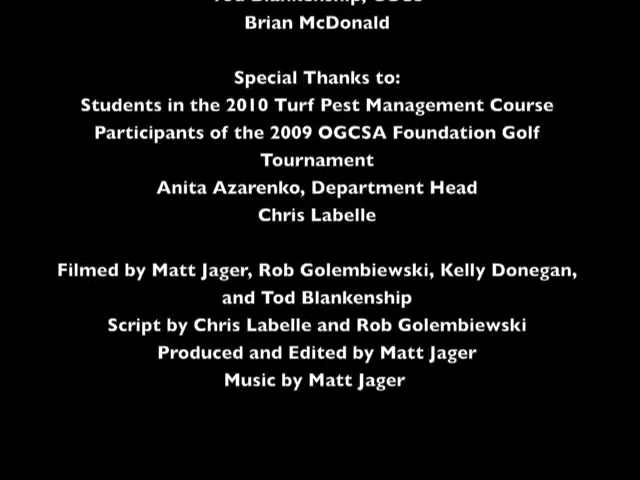 Brian McDonald
Special Thanks to:
Students in the 2010 Turf Pest Management Course
Participants of the 2009 OGCSA Foundation Golf
Tournament
Anita Azarenko, Department Head
Chris Labelle
Filmed by Matt Jager, Rob Golembiewski, Kelly Donegan,
and Tod Blankenship
Script by Chris Labelle and Rob Golembiewski
Produced and Edited by Matt Jager
Music by Matt Jager